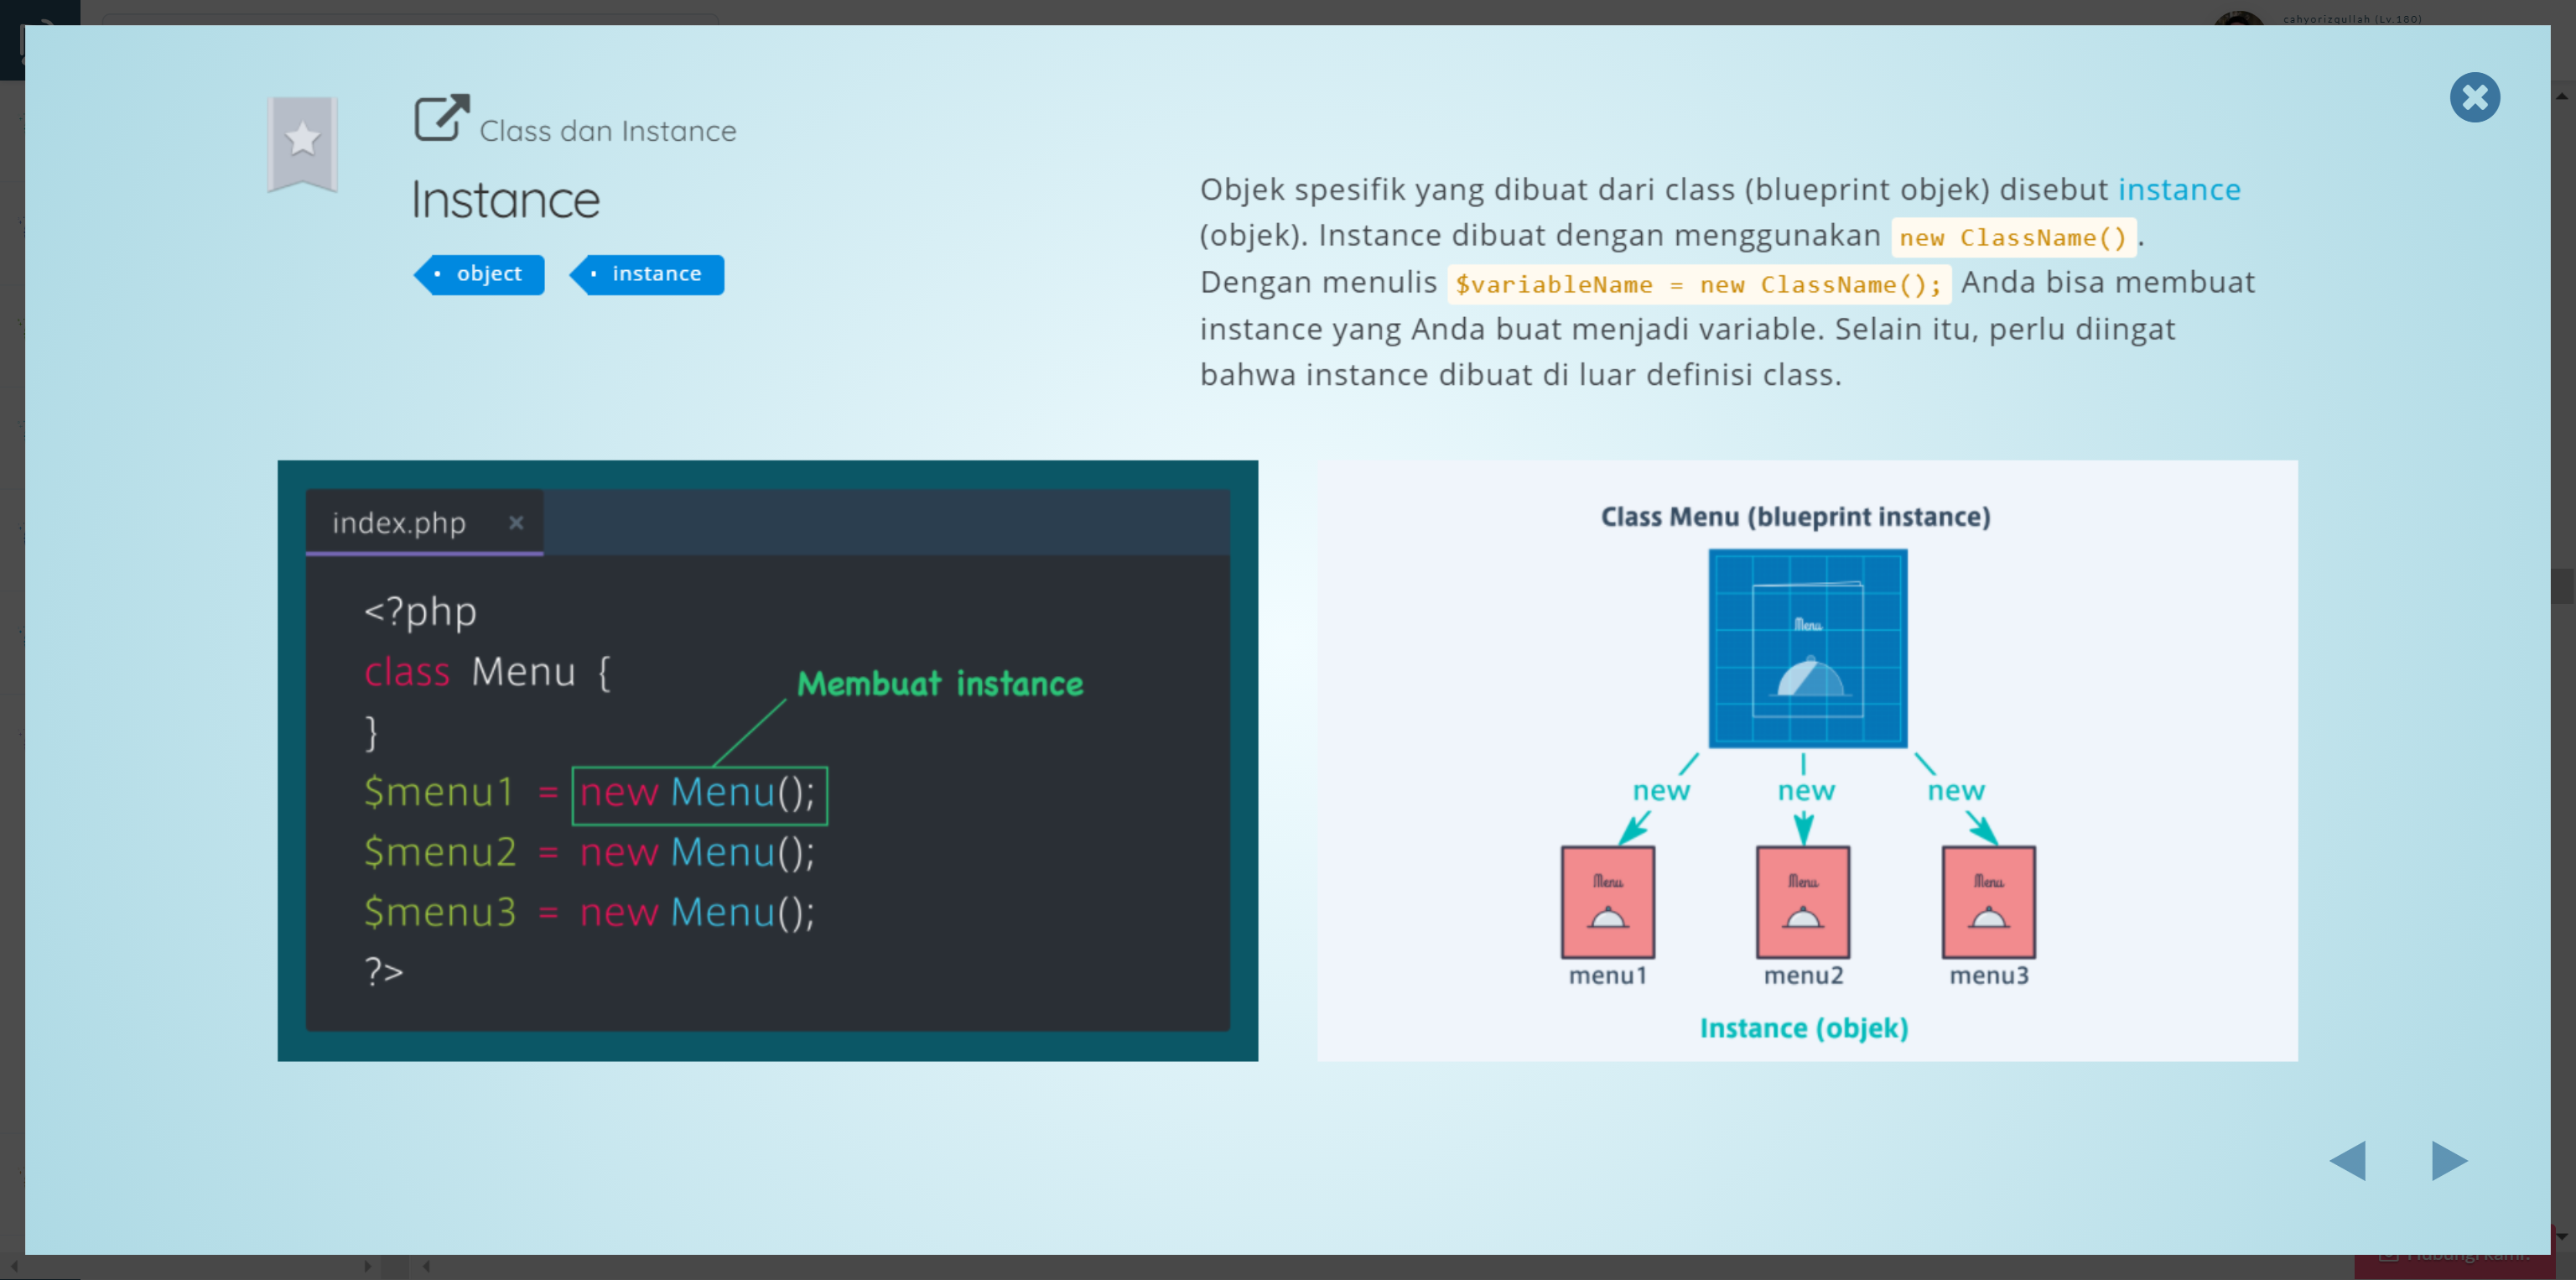 cahyorizqullah (Lv.180)
Class dan Instance
Instance
• object • instance
Objek spesifik yang dibuat dari class (blueprint objek) disebut instance
(objek). Instance dibuat dengan menggunakan new ClassName() .
Dengan menulis $variableName = new ClassName(); Anda bisa membuat
instance yang Anda buat menjadi variable. Selain itu, perlu diingat
bahwa instance dibuat di luar definisi class.
index.php ×
<?php
class Menu {
Membuat instance
}
$menu1 = new Menu();
$menu2 = new Menu();
$menu3 = new Menu();
?>
Class Menu (blueprint instance)
Menu
new new new
Menu Menu Menu
menu1 menu2 menu3
Instance (objek)
Hubungi kami!